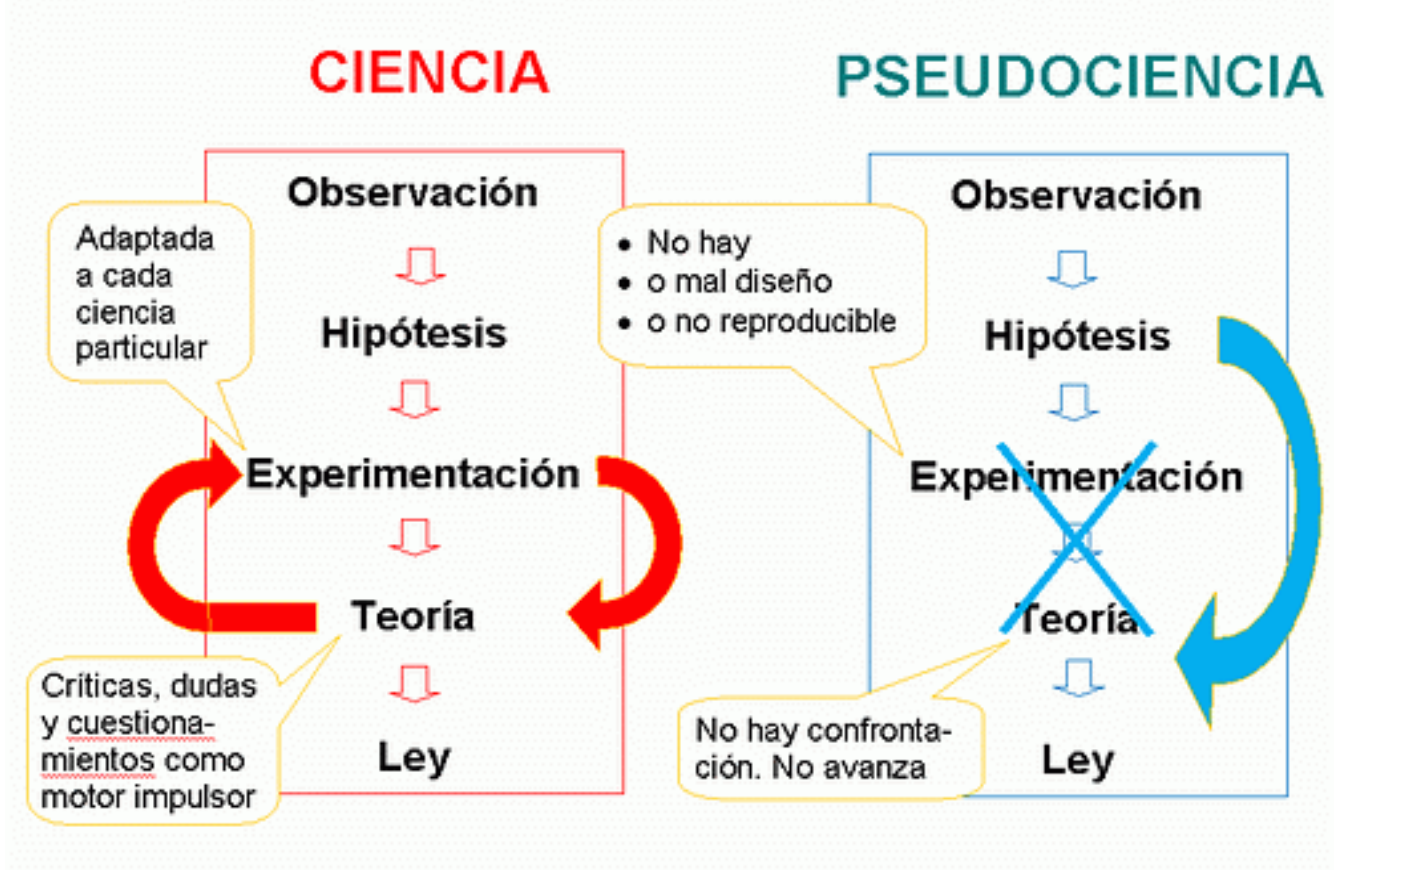 CIENCIA
Observación
Adaptada
a cada
ciencia
particular
Hipótesis
Experimentación
Teoría
Críticas, dudas
y cuestiona-
mientos como
motor impulsor
Ley
PSEUDOCIENCIA
Observación
• No hay
• o mal diseño
• o no reproducible
Hipótesis
Experimentación
Teoría
No hay confronta-
ción. No avanza
Ley